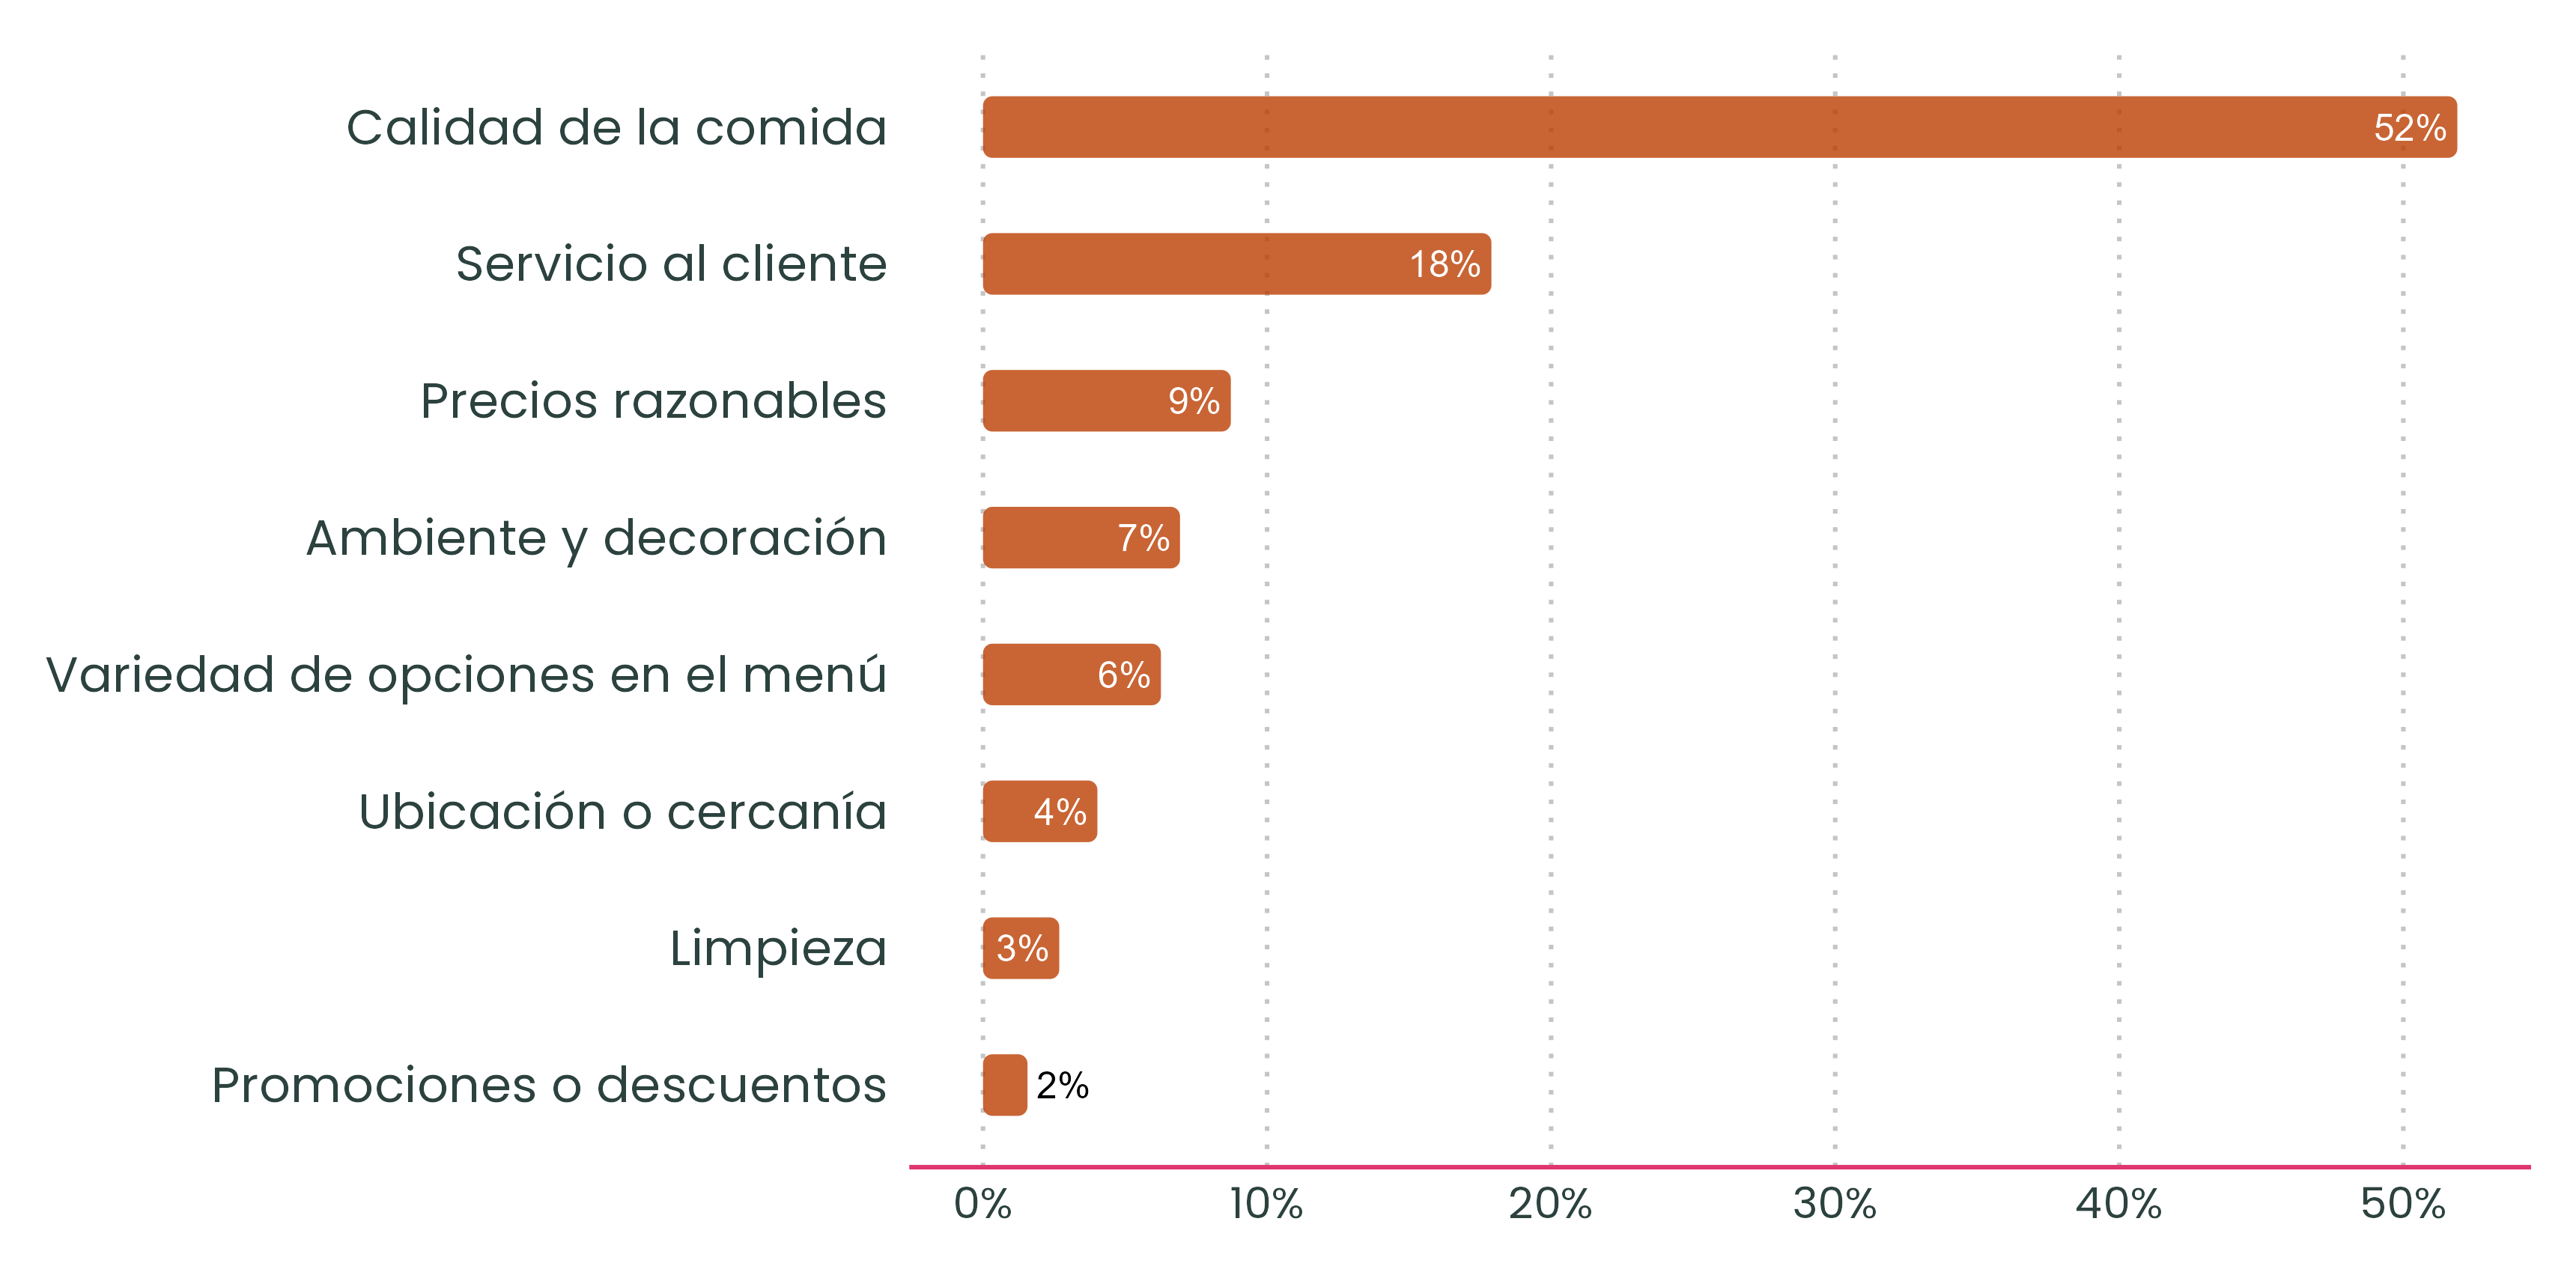 Calidad de la comida 52%
Servicio al cliente 18%
Precios razonables 9%
Ambiente y decoración 7%
Variedad de opciones en el menú 6%
Ubicación o cercanía 4%
Limpieza 3%
Promociones o descuentos 2%
0% 10% 20% 30% 40% 50%